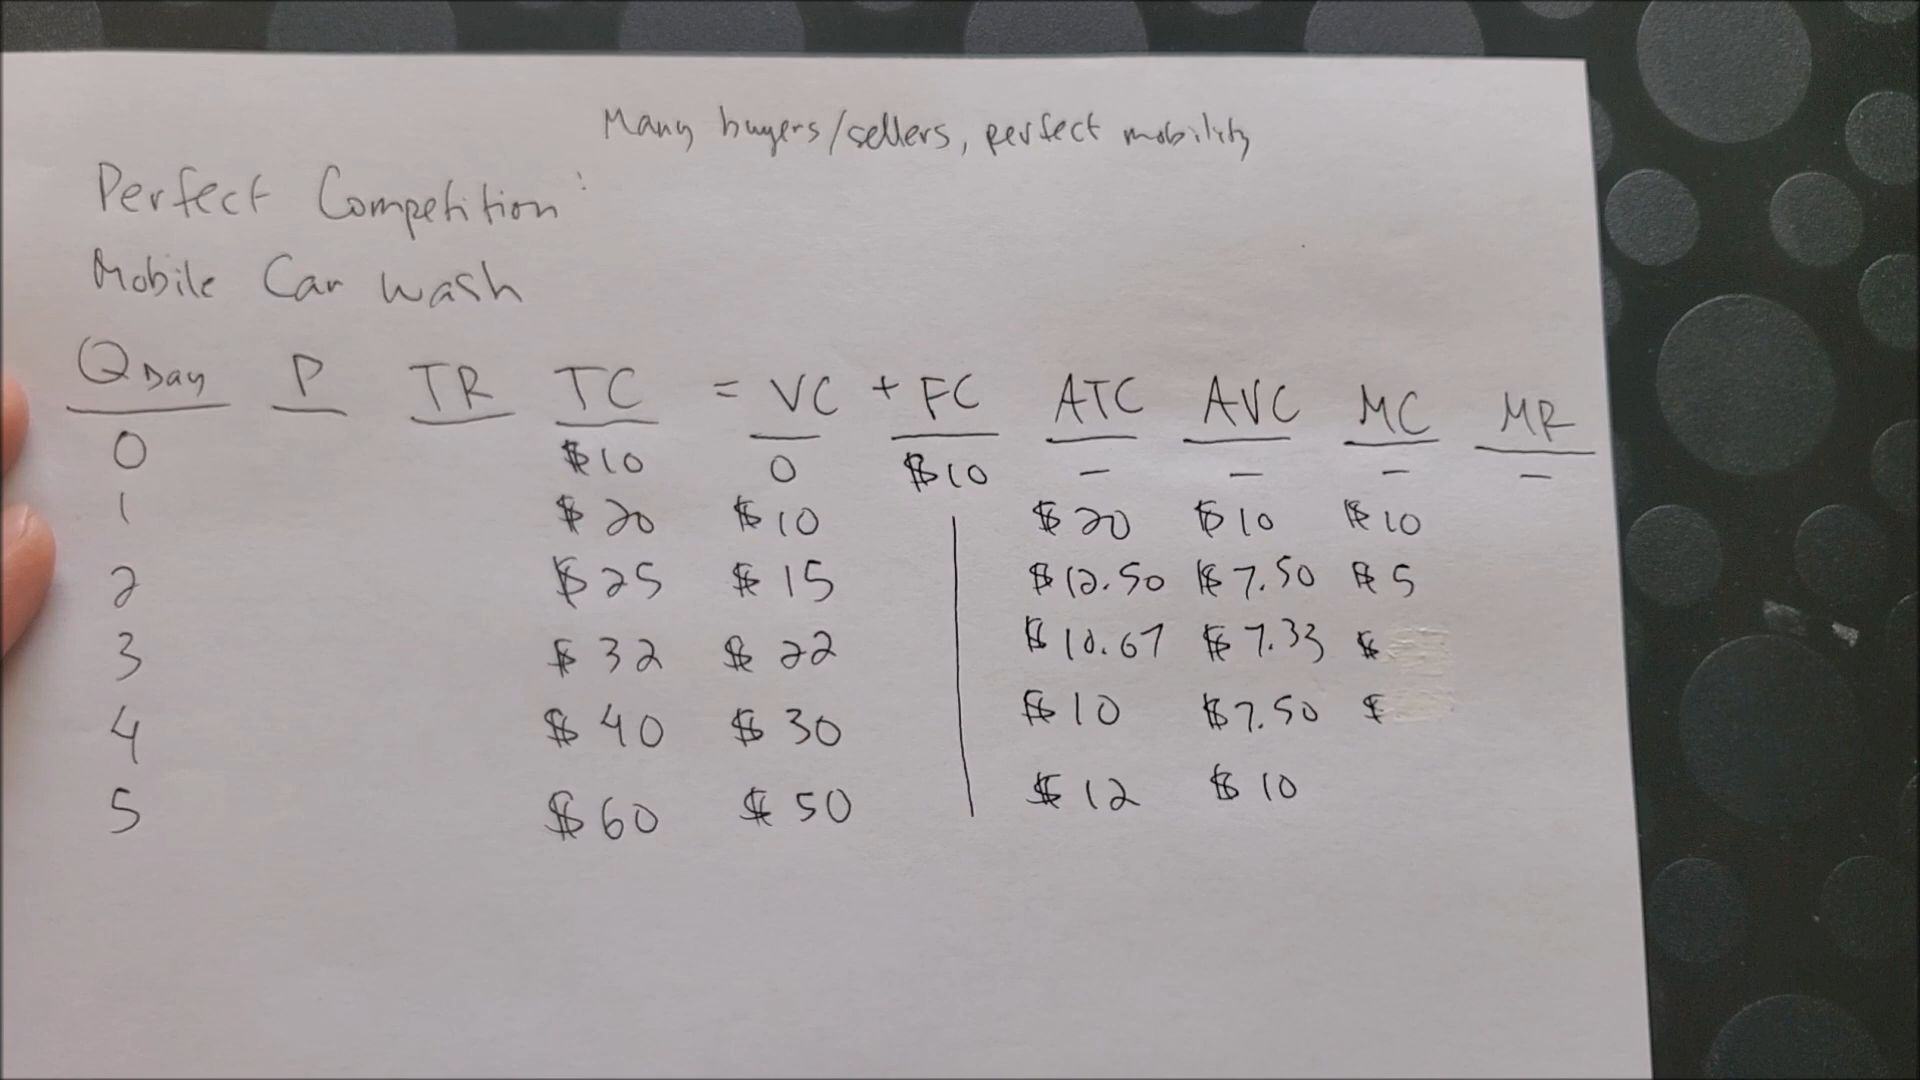 Many buyers/sellers, perfect mobility
Perfect Competition:
Mobile Car wash
Q Day P TR TC = VC + FC ATC AVC MC MR
0 $10 0 $10 — — — —
1 $20 $10 $20 $10 $10
2 $25 $15 $12.50 $7.50 $5
3 $32 $22 $10.67 $7.33 $
4 $40 $30 $10 $7.50 $
5 $60 $50 $12 $10